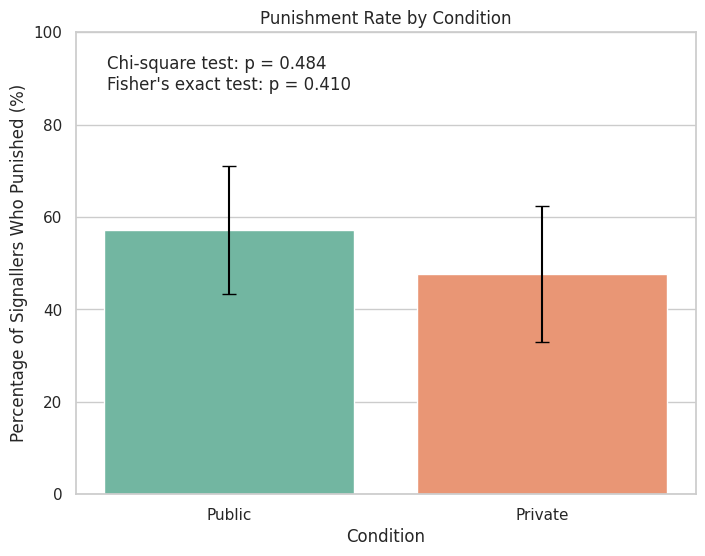 Punishment Rate by Condition
Chi-square test: p = 0.484
Fisher's exact test: p = 0.410
Percentage of Signallers Who Punished (%)
100
80
60
40
20
0
Public
Private
Condition